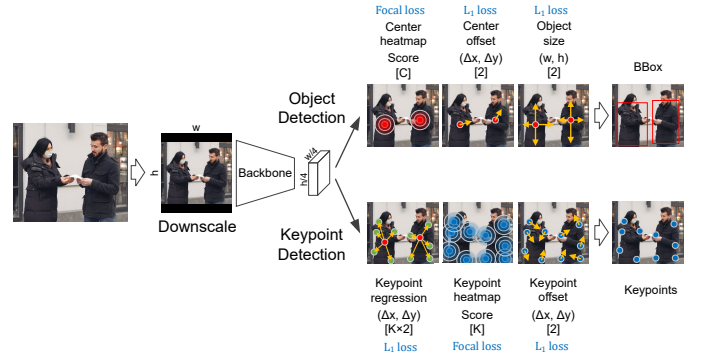 Focal loss
Center
heatmap
Score
[C]
L₁ loss
Center
offset
(Δx, Δy)
[2]
L₁ loss
Object
size
(w, h)
[2]
BBox
Object
Detection
w
h
Downscale
Backbone
w/4
h/4
Keypoint
Detection
Keypoint
regression
(Δx, Δy)
[K×2]
L₁ loss
Keypoint
heatmap
Score
[K]
Focal loss
Keypoint
offset
(Δx, Δy)
[2]
L₁ loss
Keypoints